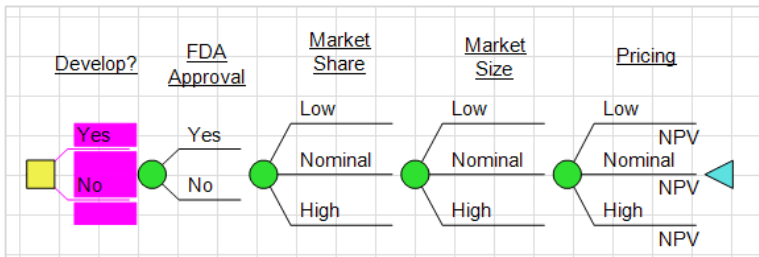 Develop?
FDA
Approval
Market
Share
Market
Size
Pricing
Yes
No
Yes
No
Low
Nominal
High
Low
Nominal
High
Low
NPV
Nominal
NPV
High
NPV